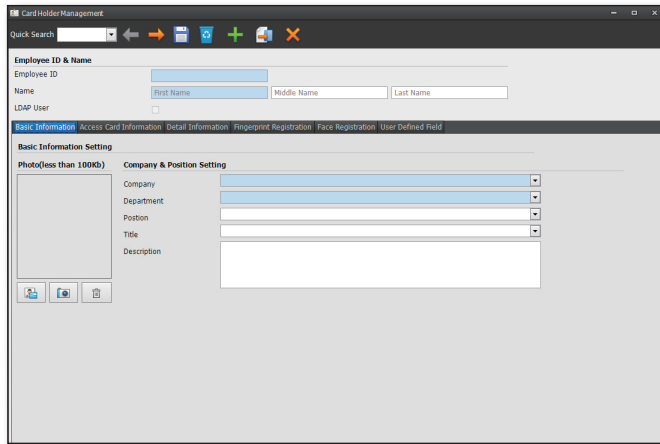 Card Holder Management
Quick Search
Employee ID & Name
Employee ID
Name First Name Middle Name Last Name
LDAP User
Basic Information Access Card Information Detail Information Fingerprint Registration Face Registration User Defined Field
Basic Information Setting
Photo(less than 100Kb) Company & Position Setting
Company
Department
Postion
Title
Description